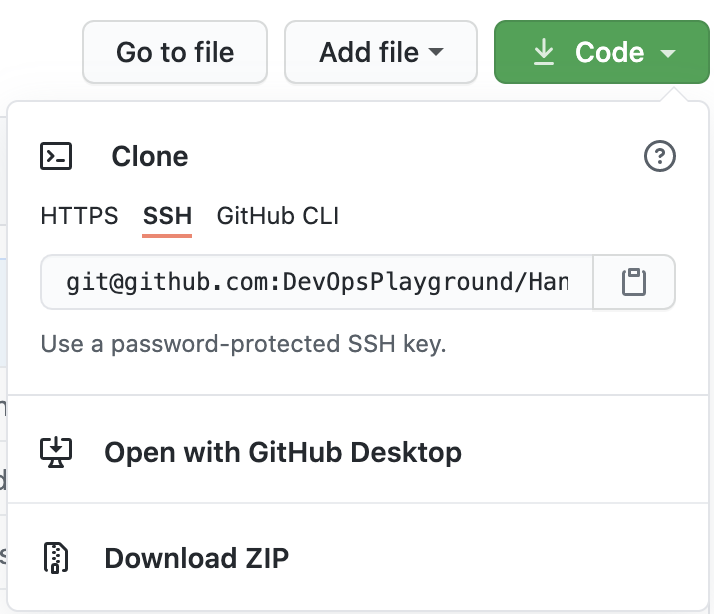 Go to file Add file Code
Clone
HTTPS SSH GitHub CLI
git@github.com:DevOpsPlayground/Han
Use a password-protected SSH key.
Open with GitHub Desktop
Download ZIP